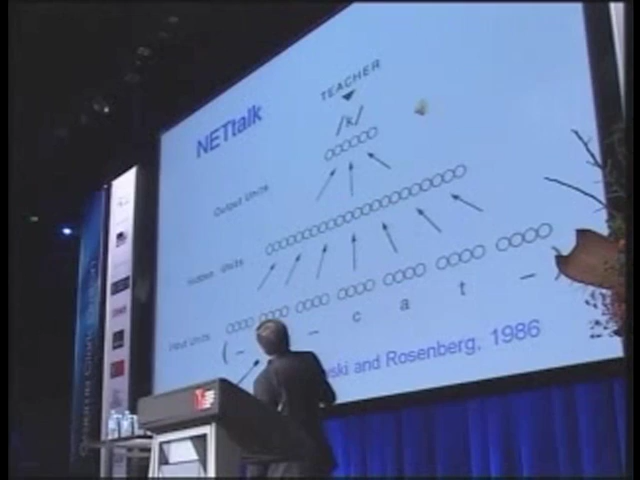 NETtalk
TEACHER
/k/
Output Units
Hidden Units
Input Units
( – – c a t –
ski and Rosenberg, 1986